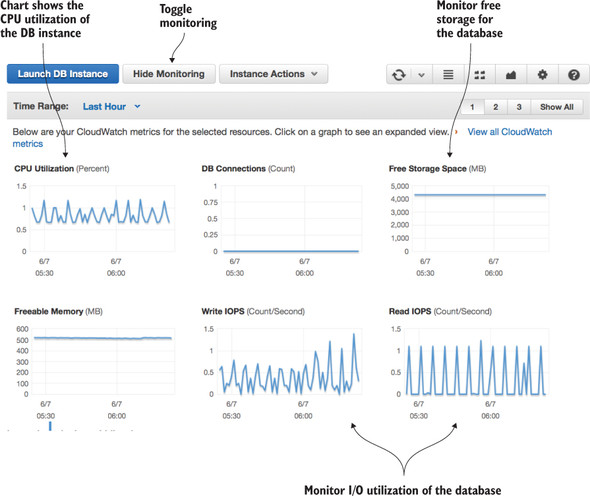 Chart shows the
CPU utilization of
the DB instance
Toggle
monitoring
Monitor free
storage for
the database
Launch DB Instance
Hide Monitoring
Instance Actions
Time Range: Last Hour
1 2 3 Show All
Below are your CloudWatch metrics for the selected resources. Click on a graph to see an expanded view. View all CloudWatch
metrics
CPU Utilization (Percent)
1.5
1
0.5
0
6/7
05:30
6/7
06:00
DB Connections (Count)
1
0.75
0.5
0.25
0
6/7
05:30
6/7
06:00
Free Storage Space (MB)
5,000
4,000
3,000
2,000
1,000
0
6/7
05:30
6/7
06:00
Freeable Memory (MB)
600
500
400
300
200
100
0
6/7
05:30
6/7
06:00
Write IOPS (Count/Second)
1.5
1
0.5
0
6/7
05:30
6/7
06:00
Read IOPS (Count/Second)
1.5
1
0.5
0
6/7
05:30
6/7
06:00
Monitor I/O utilization of the database